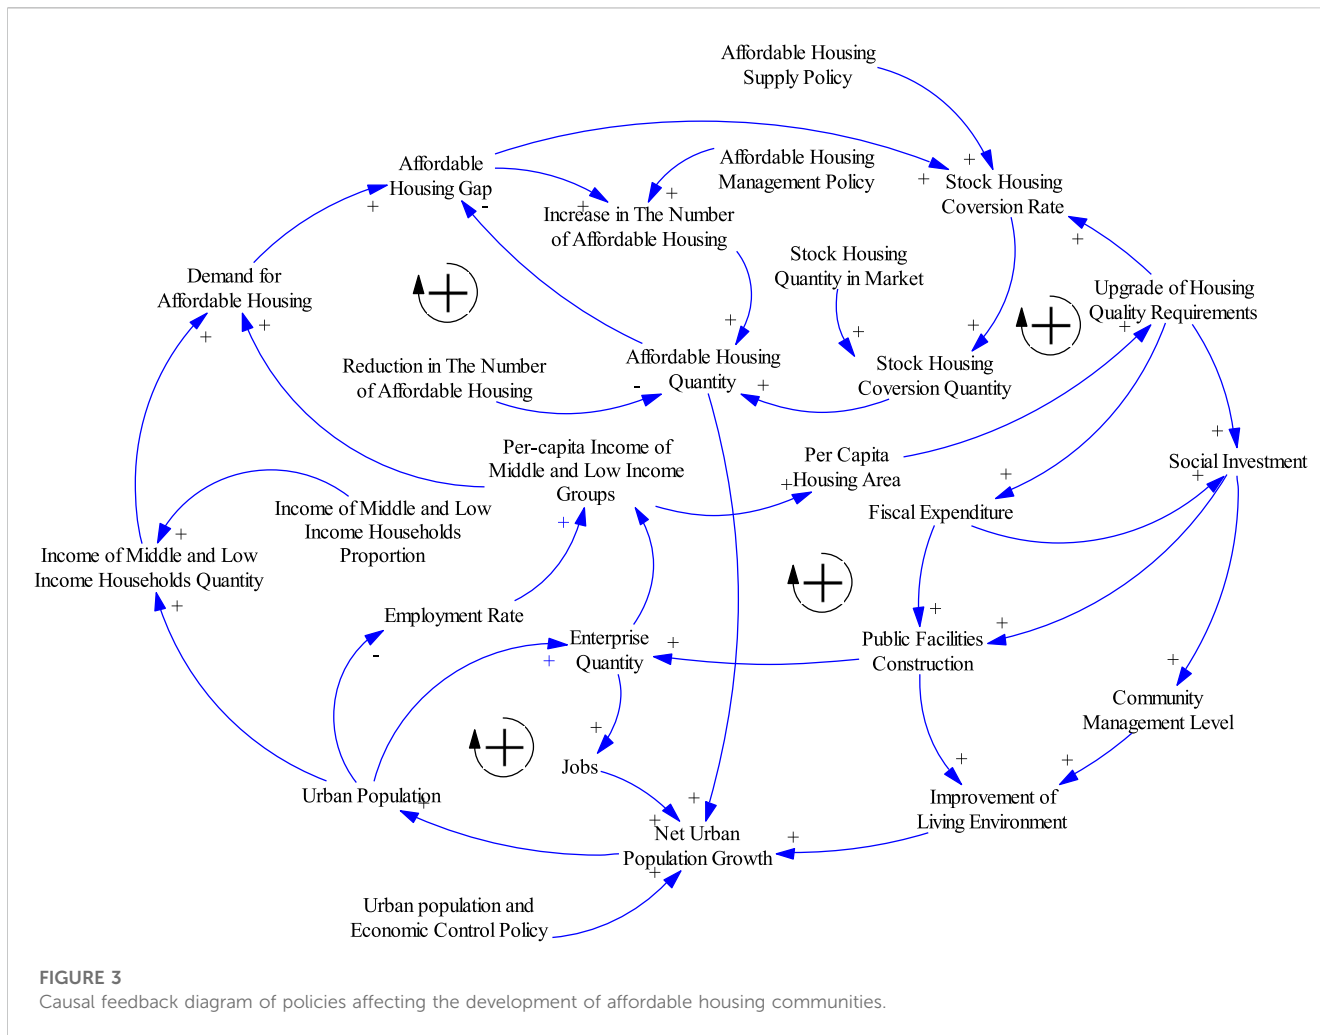 Affordable Housing
Supply Policy
Affordable
Housing Gap
Affordable Housing
Management Policy
Stock Housing
Coversion Rate
Increase in The Number
of Affordable Housing
Stock Housing
Quantity in Market
Demand for
Affordable Housing
Upgrade of Housing
Quality Requirements
Affordable Housing
Quantity
Reduction in The Number
of Affordable Housing
Stock Housing
Coversion Quantity
Per-capita Income of
Middle and Low Income
Groups
Per Capita
Housing Area
Social Investment
Income of Middle and Low
Income Households
Proportion
Fiscal Expenditure
Income of Middle and Low
Income Households Quantity
Employment Rate
Enterprise
Quantity
Public Facilities
Construction
Community
Management Level
Jobs
Urban Population
Improvement of
Living Environment
Net Urban
Population Growth
Urban population and
Economic Control Policy
FIGURE 3
Causal feedback diagram of policies affecting the development of affordable housing communities.